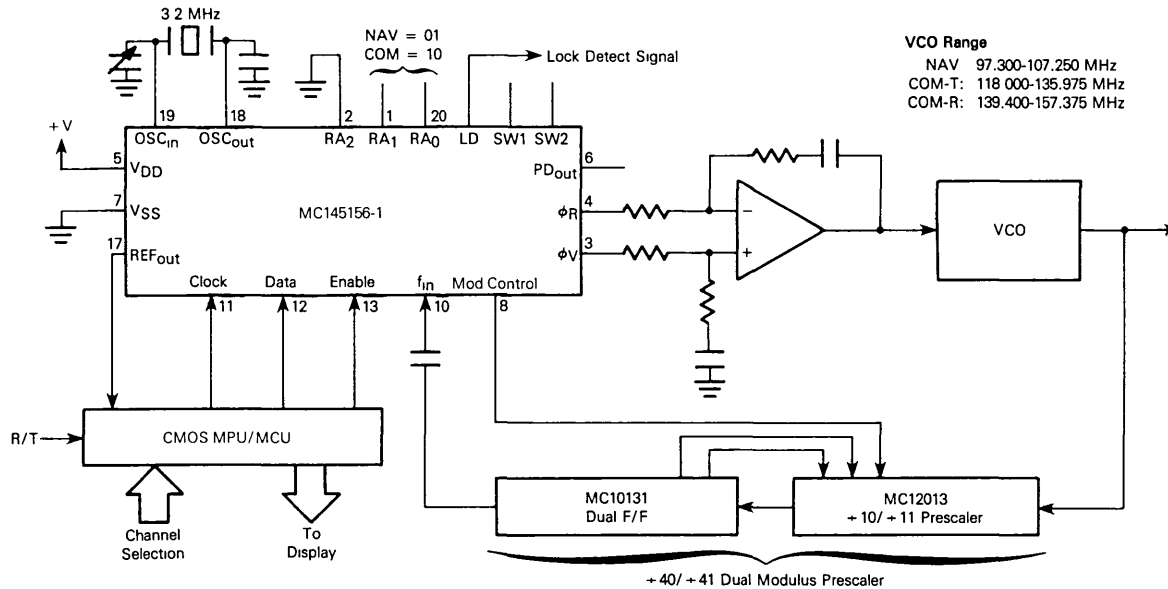 3 2 MHz
NAV = 01
COM = 10
Lock Detect Signal
VCO Range
NAV 97.300-107.250 MHz
COM-T: 118 000-135.975 MHz
COM-R: 139.400-157.375 MHz
19 18 2 1 20
+V
OSCin OSCout RA2 RA1 RA0 LD SW1 SW2
5 VDD
PDout 6
7 VSS
MC145156-1
ϕR 4
17 REFout
ϕV 3
− +
VCO
Clock Data Enable fin Mod Control
11 12 13 10 8
R/T
CMOS MPU/MCU
Channel
Selection
To
Display
MC10131
Dual F/F
MC12013
÷10/÷11 Prescaler
÷40/÷41 Dual Modulus Prescaler